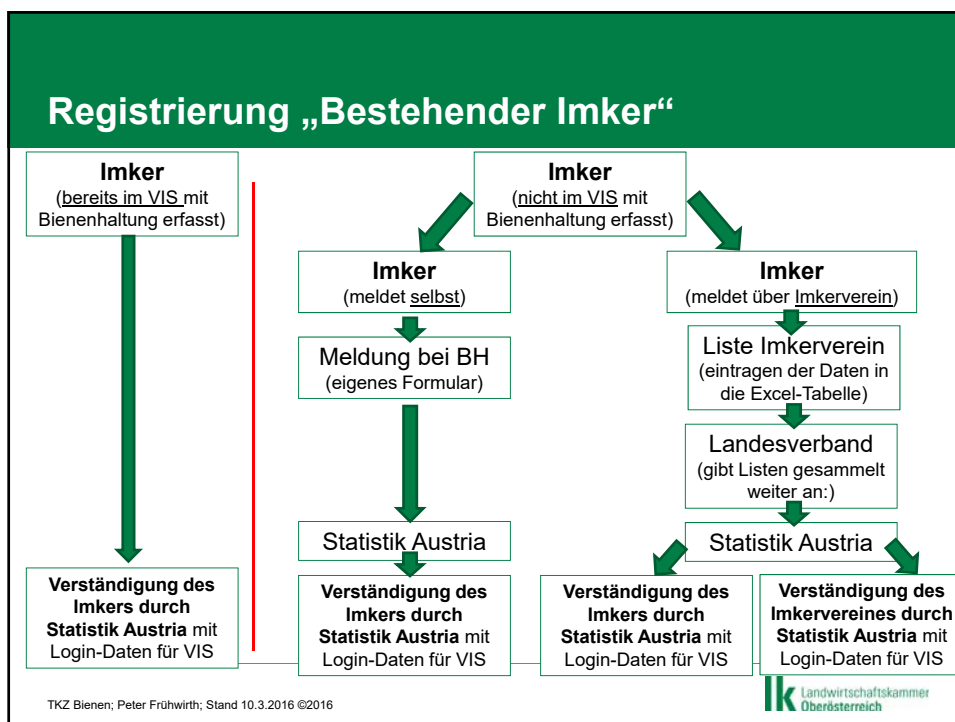 Registrierung „Bestehender Imker“
Imker
(bereits im VIS mit
Bienenhaltung erfasst)
Imker
(nicht im VIS mit
Bienenhaltung erfasst)
Imker
(meldet selbst)
Imker
(meldet über Imkerverein)
Meldung bei BH
(eigenes Formular)
Liste Imkerverein
(eintragen der Daten in
die Excel-Tabelle)
Landesverband
(gibt Listen gesammelt
weiter an:)
Statistik Austria
Statistik Austria
Verständigung des
Imkers durch
Statistik Austria mit
Login-Daten für VIS
Verständigung des
Imkers durch
Statistik Austria mit
Login-Daten für VIS
Verständigung des
Imkers durch
Statistik Austria mit
Login-Daten für VIS
Verständigung des
Imkervereines durch
Statistik Austria mit
Login-Daten für VIS
TKZ Bienen; Peter Frühwirth; Stand 10.3.2016 ©2016
lk Landwirtschaftskammer
Oberösterreich